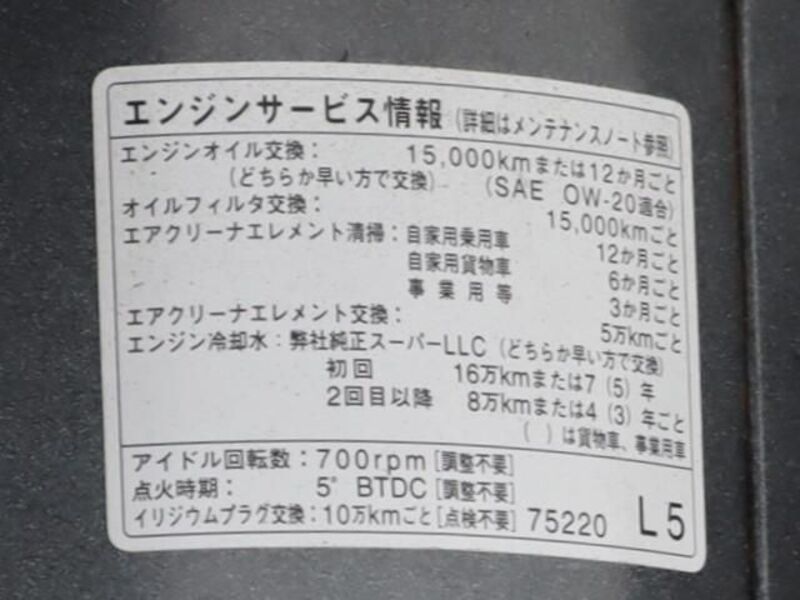 エンジンサービス情報 (詳細はメンテナンスノート参照)
エンジンオイル交換: 15,000kmまたは12か月ごと
(どちらか早い方で交換) (SAE 0W-20適合)
オイルフィルタ交換: 15,000kmごと
エアクリーナエレメント清掃: 自家用乗用車 12か月ごと
自家用貨物車 6か月ごと
事業用等 3か月ごと
エアクリーナエレメント交換: 5万kmごと
エンジン冷却水: 弊社純正スーパーLLC (どちらか早い方で交換)
初回 16万kmまたは7 (5) 年
2回目以降 8万kmまたは4 (3) 年ごと
( ) は貨物車、事業用車
アイドル回転数: 700rpm [調整不要]
点火時期: 5° BTDC [調整不要]
イリジウムプラグ交換: 10万kmごと [点検不要] 75220 L5